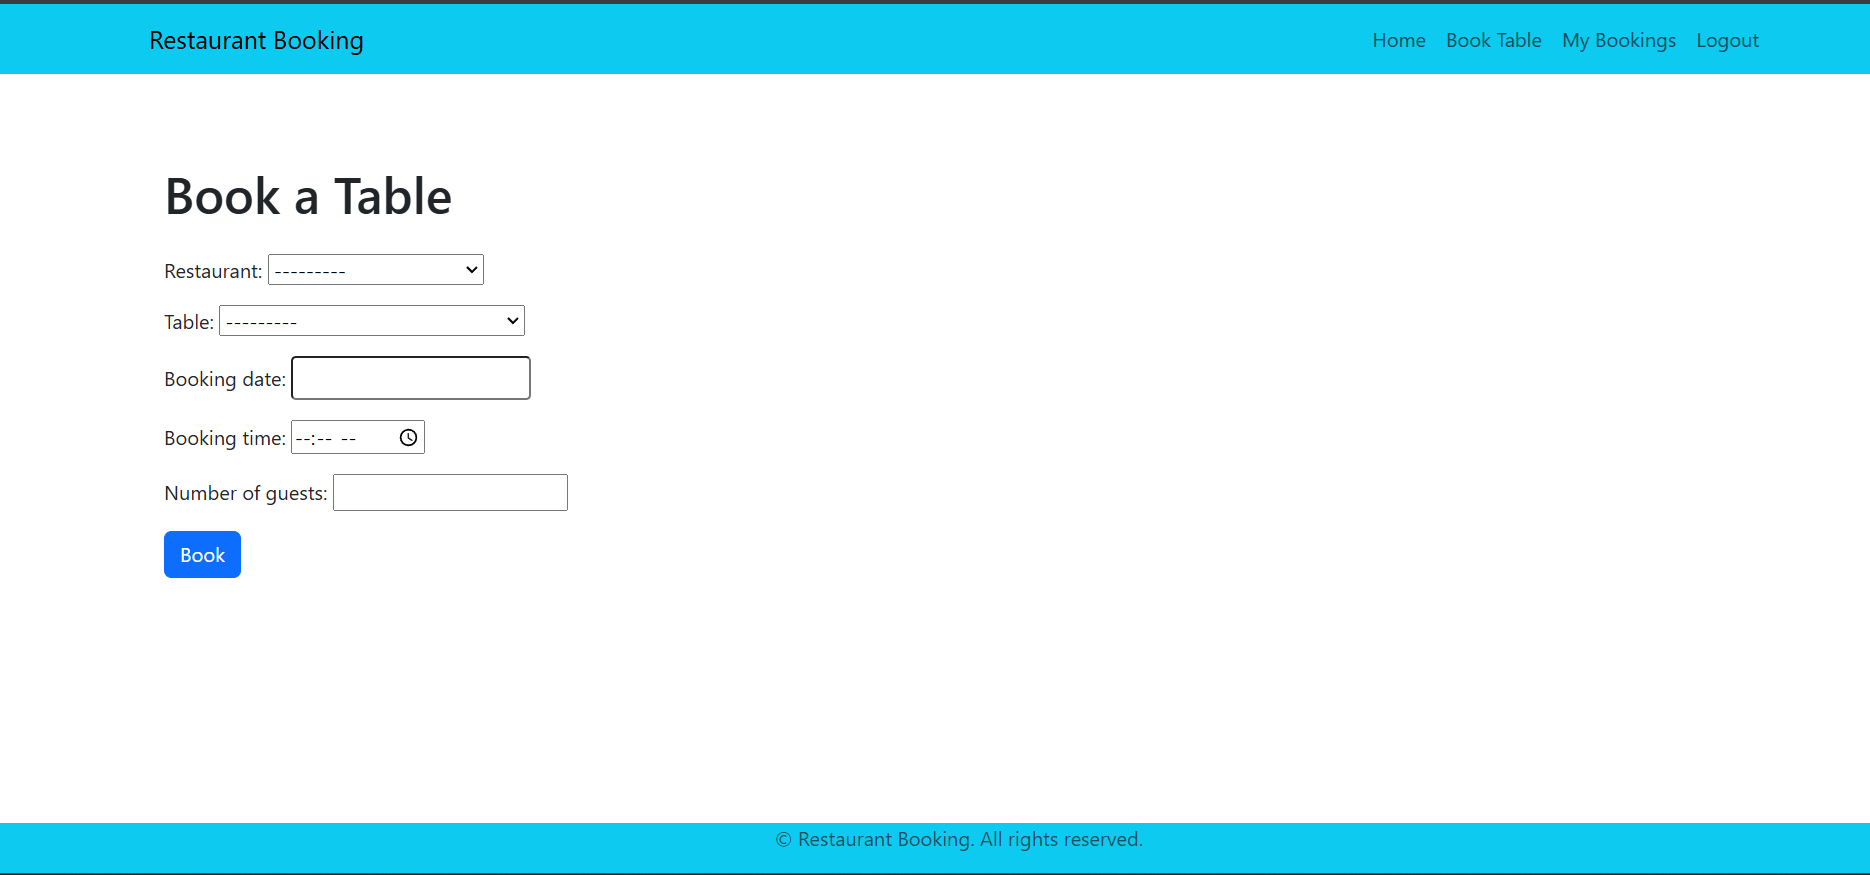 Restaurant Booking
Home Book Table My Bookings Logout
Book a Table
Restaurant: ---------
Table: ---------
Booking date:
Booking time: --:-- --
Number of guests:
Book
© Restaurant Booking. All rights reserved.